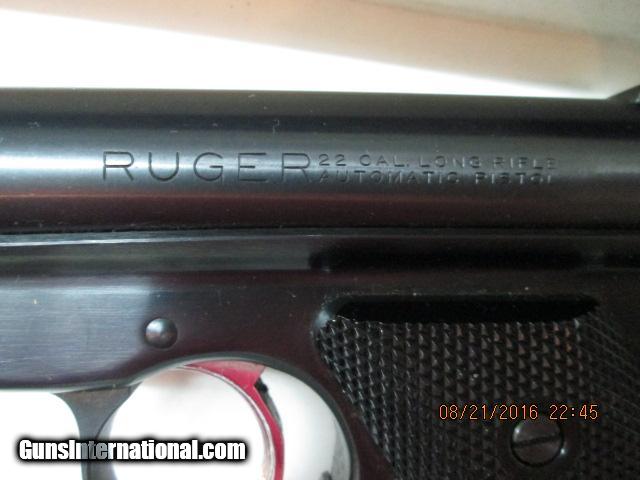 RUGER 22 CAL. LONG RIFLE
AUTOMATIC PISTOL
08/21/2016 22:45
GunsInternational.com